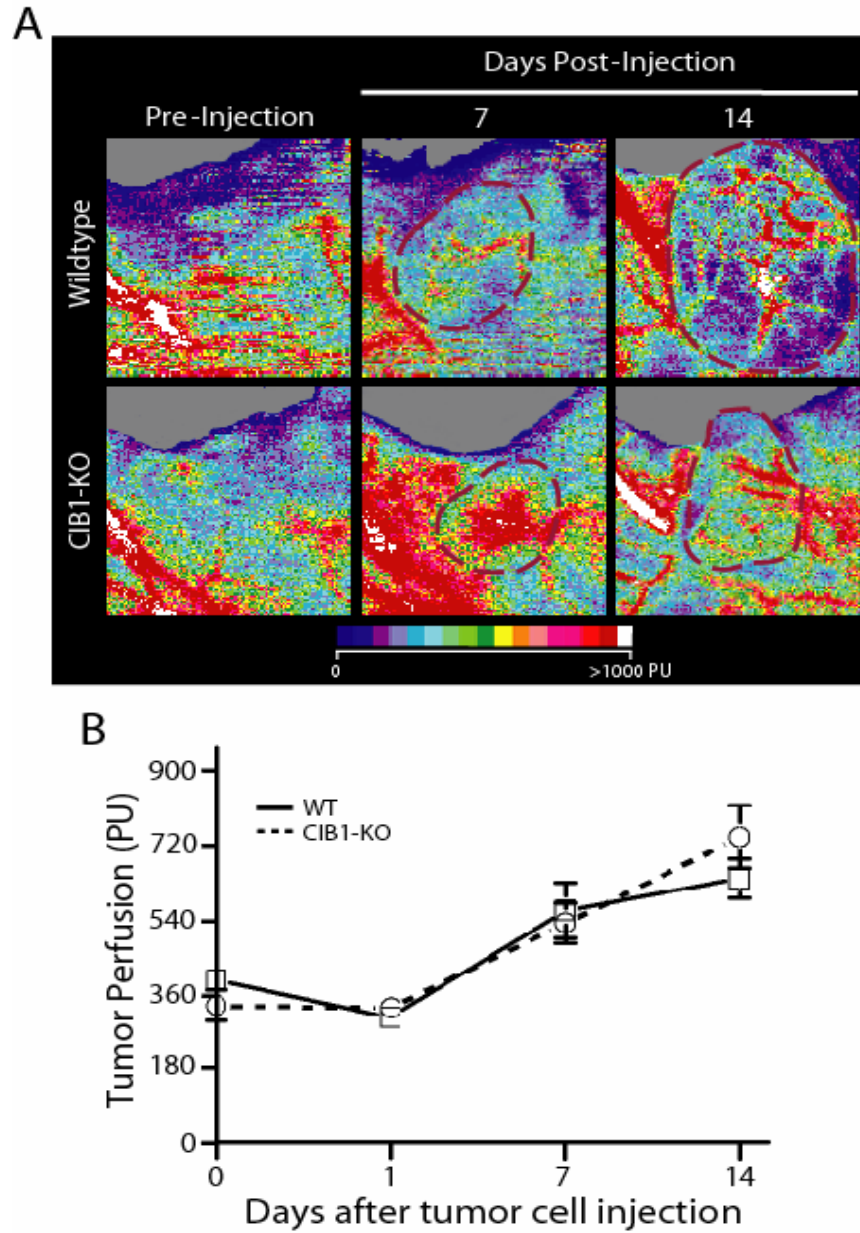 A
Days Post-Injection
Pre-Injection 7 14
Wildtype
CIB1-KO
0 >1000 PU
B
Tumor Perfusion (PU)
900
720
540
360
180
0
WT
CIB1-KO
0 1 7 14
Days after tumor cell injection